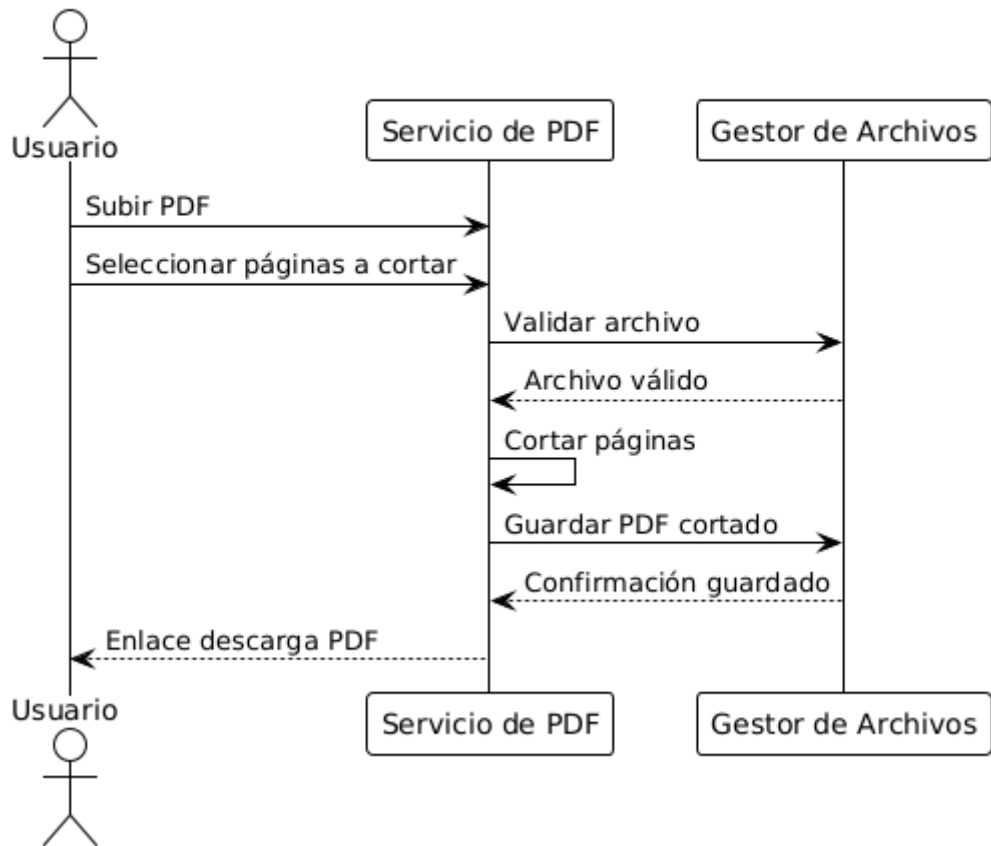 Usuario
Servicio de PDF
Gestor de Archivos
Subir PDF
Seleccionar páginas a cortar
Validar archivo
Archivo válido
Cortar páginas
Guardar PDF cortado
Confirmación guardado
Enlace descarga PDF
Usuario
Servicio de PDF
Gestor de Archivos